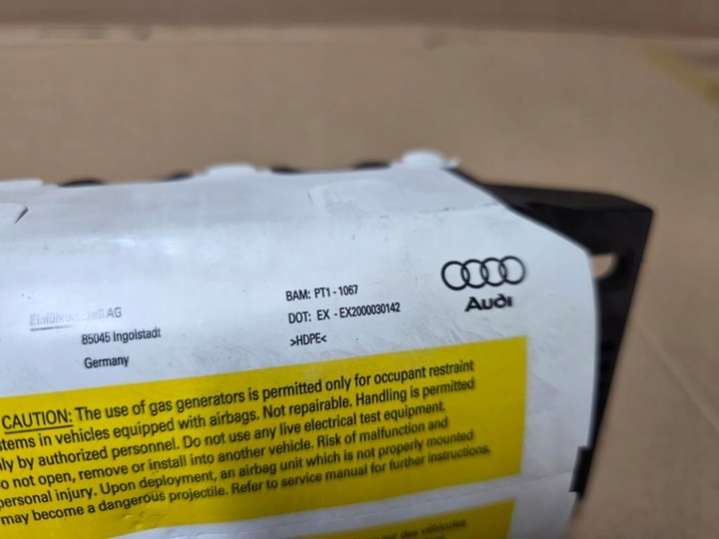 AG
85045 Ingolstadt
Germany
BAM: PT1 - 1067
DOT: EX - EX2000030142
>HDPE<
Audi
CAUTION: The use of gas generators is permitted only for occupant restraint
stems in vehicles equipped with airbags. Not repairable. Handling is permitted
ly by authorized personnel. Do not use any live electrical test equipment.
o not open, remove or install into another vehicle. Risk of malfunction and
personal injury. Upon deployment, an airbag unit which is not properly mounted
may become a dangerous projectile. Refer to service manual for further instructions.
des véhicules